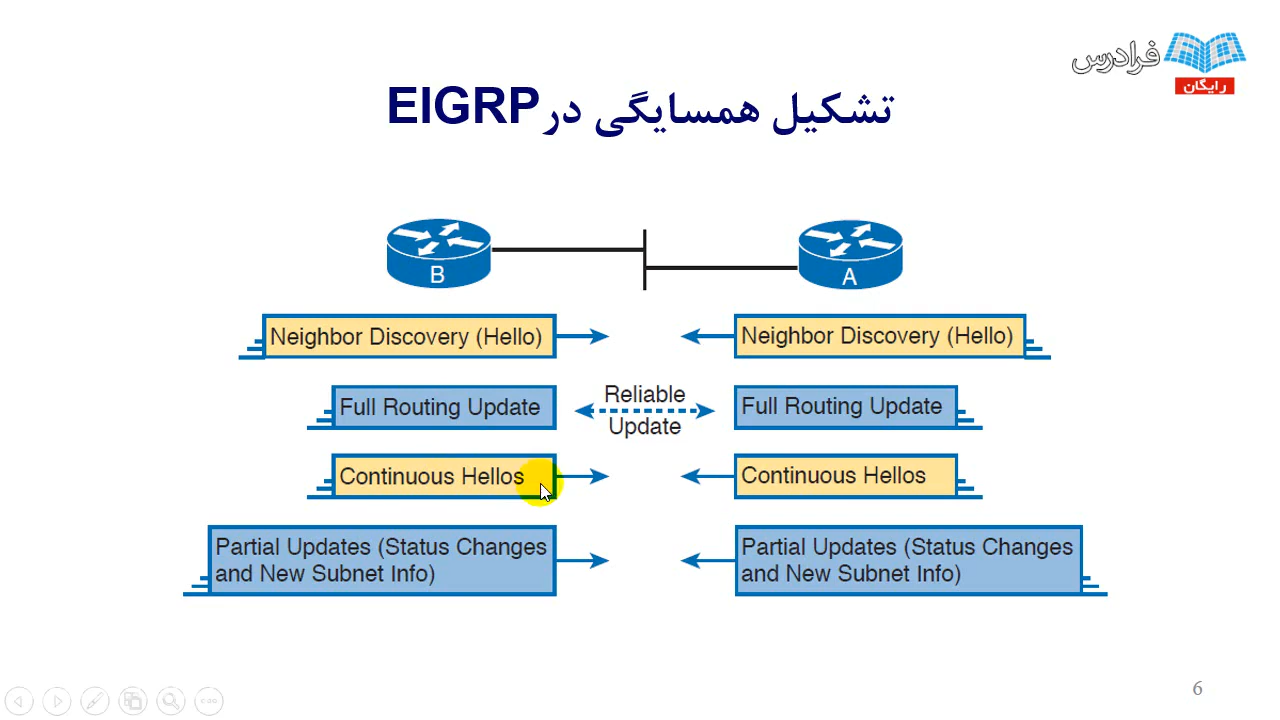 فرادرس
رایگان
تشکیل همسایگی در EIGRP
B
A
Neighbor Discovery (Hello)
Neighbor Discovery (Hello)
Full Routing Update
Reliable
Update
Full Routing Update
Continuous Hellos
Continuous Hellos
Partial Updates (Status Changes
and New Subnet Info)
Partial Updates (Status Changes
and New Subnet Info)
6